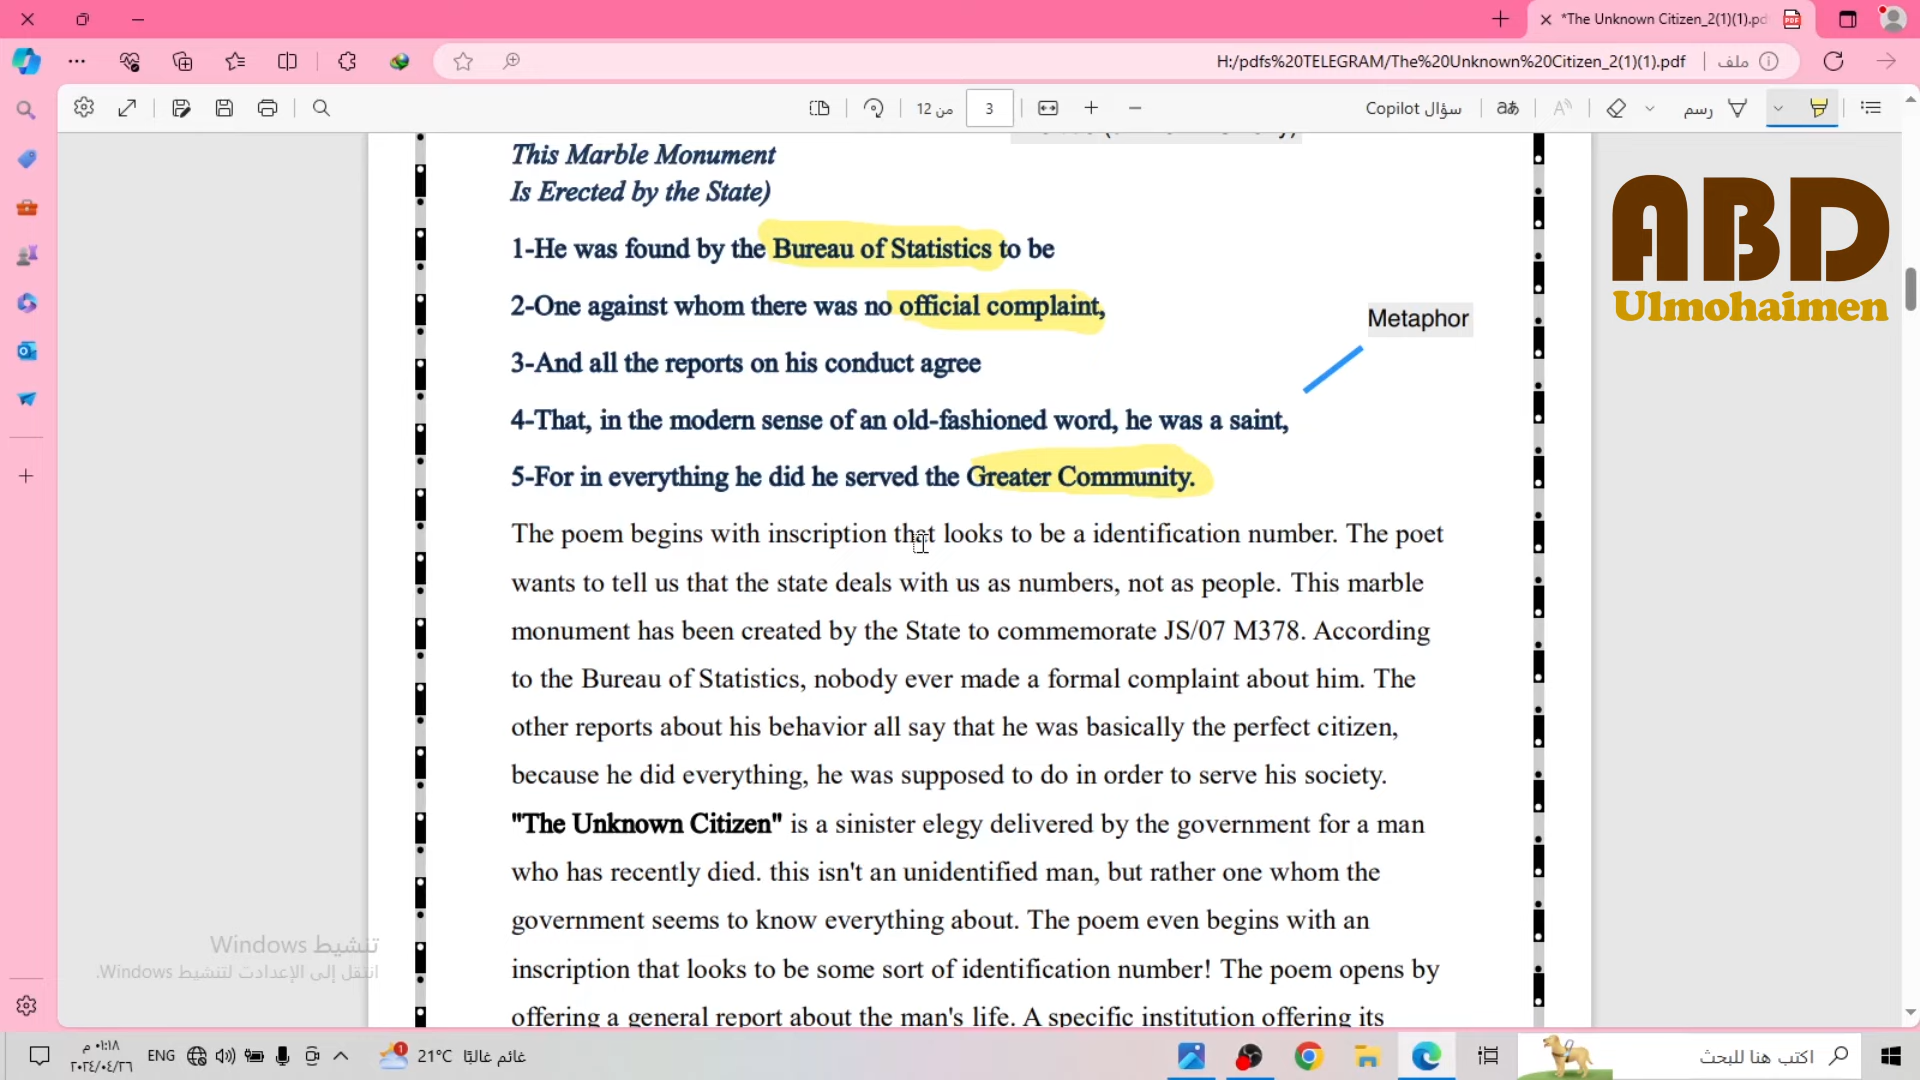 *The Unknown Citizen_2(1)(1).pd
H:/pdfs%20TELEGRAM/The%20Unknown%20Citizen_2(1)(1).pdf
ملف
12 من
3
سؤال Copilot
رسم
This Marble Monument
Is Erected by the State)
1-He was found by the Bureau of Statistics to be
2-One against whom there was no official complaint,
Metaphor
3-And all the reports on his conduct agree
4-That, in the modern sense of an old-fashioned word, he was a saint,
5-For in everything he did he served the Greater Community.
The poem begins with inscription that looks to be a identification number. The poet
wants to tell us that the state deals with us as numbers, not as people. This marble
monument has been created by the State to commemorate JS/07 M378. According
to the Bureau of Statistics, nobody ever made a formal complaint about him. The
other reports about his behavior all say that he was basically the perfect citizen,
because he did everything, he was supposed to do in order to serve his society.
"The Unknown Citizen" is a sinister elegy delivered by the government for a man
who has recently died. this isn't an unidentified man, but rather one whom the
government seems to know everything about. The poem even begins with an
inscription that looks to be some sort of identification number! The poem opens by
offering a general report about the man's life. A specific institution offering its
ABD
Ulmohaimen
تنشيط Windows
انتقل إلى الإعدادت لتنشيط Windows.
٠١:١٨ م
٢٠٢٤/٠٤/٢٦
ENG
21°C
غائم غالبًا
اكتب هنا للبحث